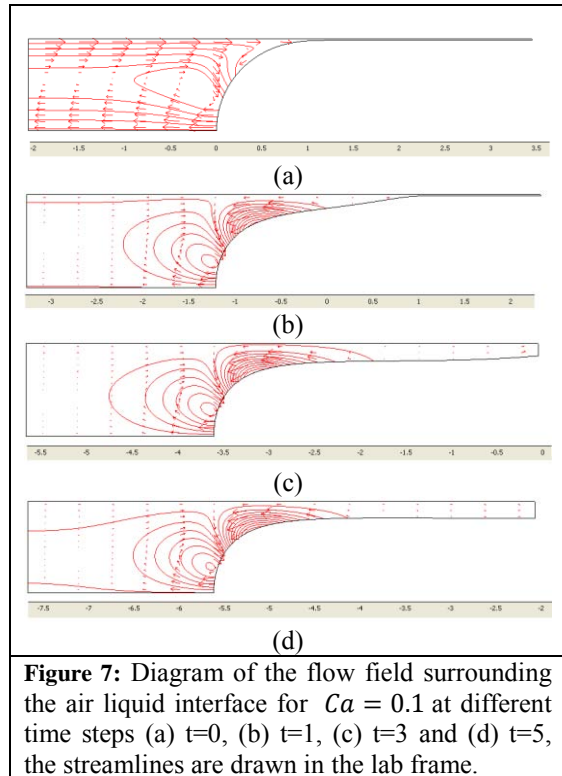 -2 -1.5 -1 -0.5 0 0.5 1 1.5 2 2.5 3 3.5
(a)
-3 -2.5 -2 -1.5 -1 -0.5 0 0.5 1 1.5 2
(b)
-5.5 -5 -4.5 -4 -3.5 -3 -2.5 -2 -1.5 -1 -0.5 0
(c)
-7.5 -7 -6.5 -6 -5.5 -5 -4.5 -4 -3.5 -3 -2.5 -2
(d)
Figure 7: Diagram of the flow field surrounding
the air liquid interface for Ca = 0.1 at different
time steps (a) t=0, (b) t=1, (c) t=3 and (d) t=5,
the streamlines are drawn in the lab frame.